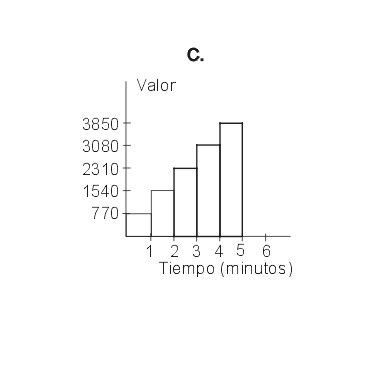 C.
Valor
3850
3080
2310
1540
770
1 2 3 4 5 6
Tiempo (minutos)